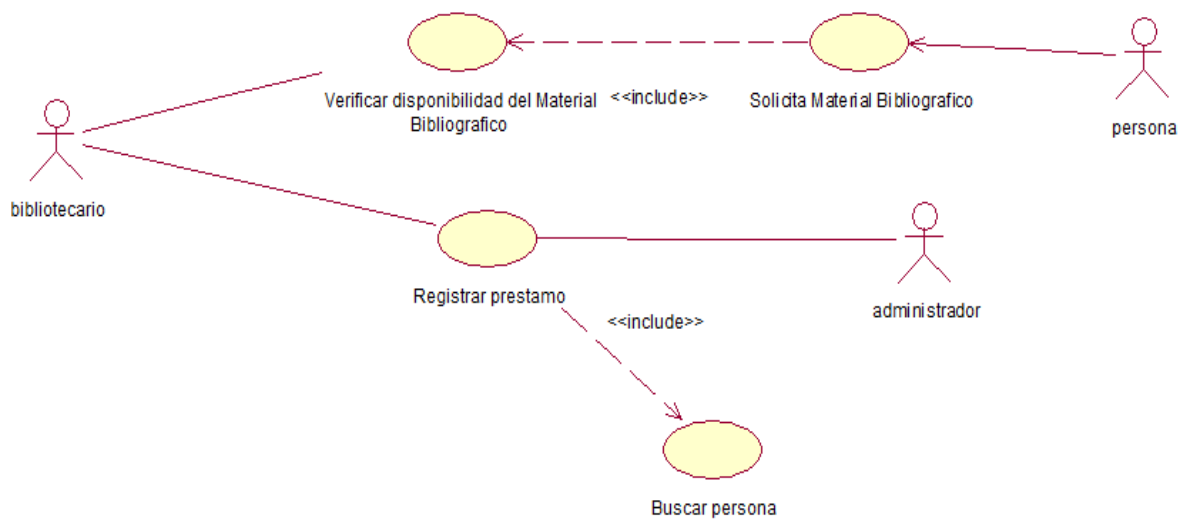 Verificar disponibilidad del Material
Bibliografico
<<include>>
Solicita Material Bibliografico
persona
bibliotecario
Registrar prestamo
<<include>>
administrador
Buscar persona